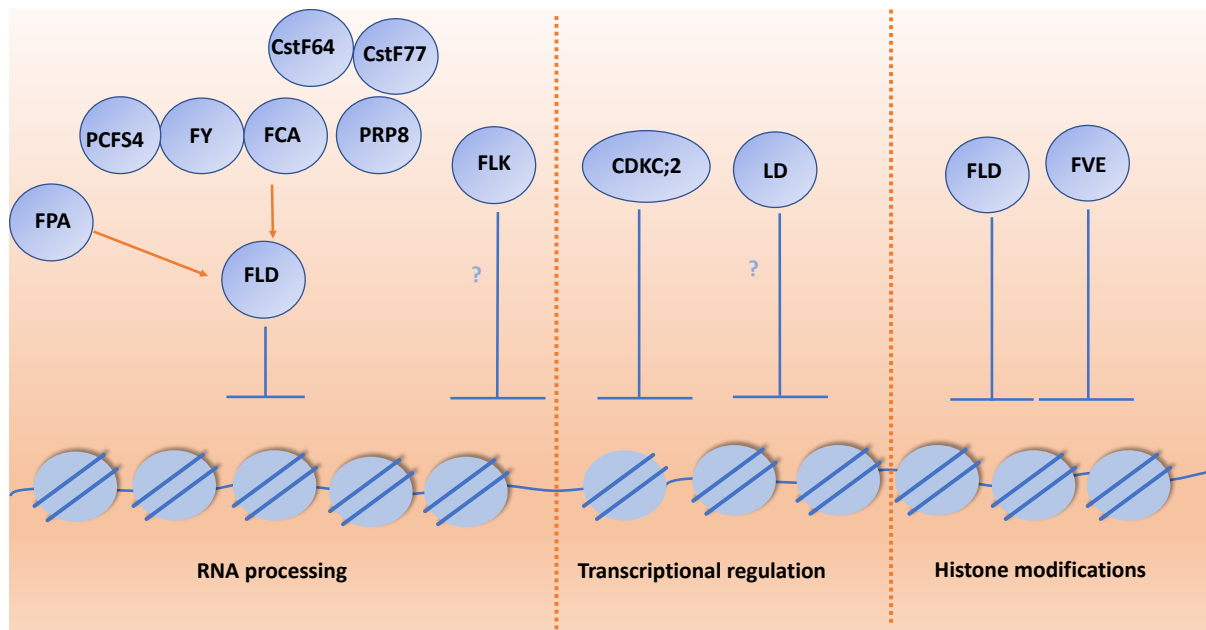 CstF64
CstF77
PCFS4
FY
FCA
PRP8
FLK
FPA
FLD
?
CDKC;2
LD
?
FLD
FVE
RNA processing
Transcriptional regulation
Histone modifications